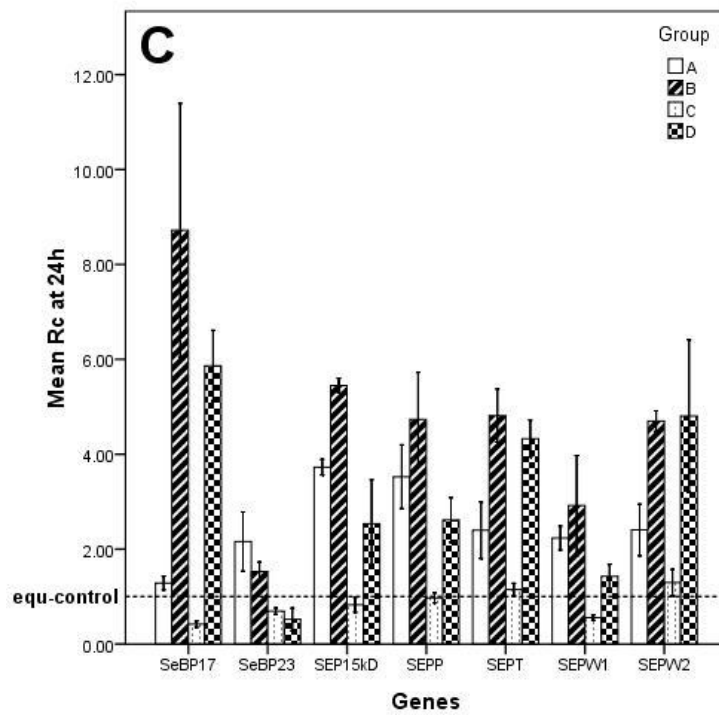 C
Group
A
B
C
D
12.00
10.00
8.00
6.00
4.00
2.00
equ-control
0.00
Mean Rc at 24h
SeBP17 SeBP23 SEP15kD SEPP SEPT SEPW1 SEPW2
Genes